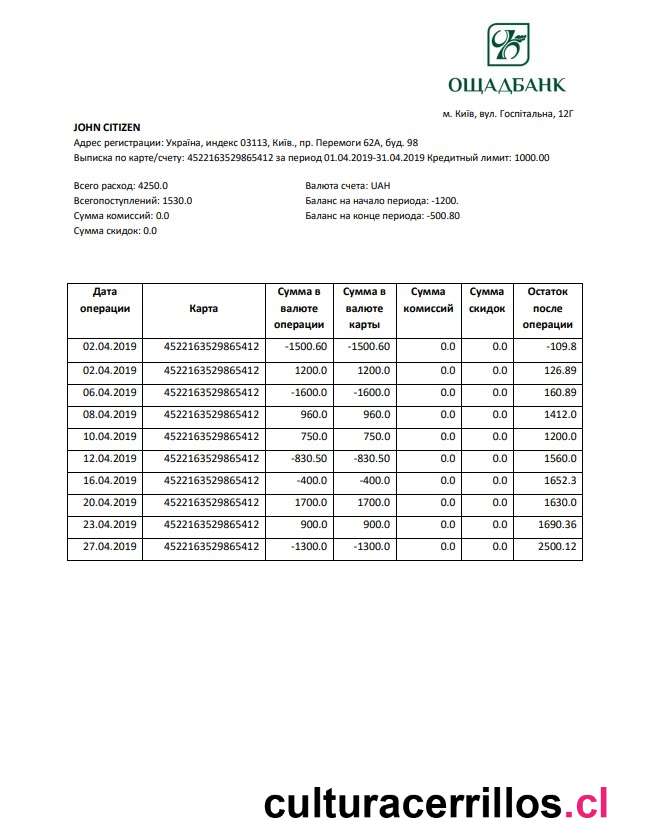 ОЩАДБАНК
м. Київ, вул. Госпітальна, 12Г
JOHN CITIZEN
Адрес регистрации: Україна, индекс 03113, Київ., пр. Перемоги 62А, буд. 98
Выписка по карте/счету: 4522163529865412 за период 01.04.2019-31.04.2019 Кредитный лимит: 1000.00
Всего расход: 4250.0 Валюта счета: UAH
Всегопоступлений: 1530.0 Баланс на начало периода: -1200.
Сумма комиссий: 0.0 Баланс на конце периода: -500.80
Сумма скидок: 0.0
Дата операции Карта Сумма в валюте операции Сумма в валюте карты Сумма комиссий Сумма скидок Остаток после операции
02.04.2019 4522163529865412 -1500.60 -1500.60 0.0 0.0 -109.8
02.04.2019 4522163529865412 1200.0 1200.0 0.0 0.0 126.89
06.04.2019 4522163529865412 -1600.0 -1600.0 0.0 0.0 160.89
08.04.2019 4522163529865412 960.0 960.0 0.0 0.0 1412.0
10.04.2019 4522163529865412 750.0 750.0 0.0 0.0 1200.0
12.04.2019 4522163529865412 -830.50 -830.50 0.0 0.0 1560.0
16.04.2019 4522163529865412 -400.0 -400.0 0.0 0.0 1652.3
20.04.2019 4522163529865412 1700.0 1700.0 0.0 0.0 1630.0
23.04.2019 4522163529865412 900.0 900.0 0.0 0.0 1690.36
27.04.2019 4522163529865412 -1300.0 -1300.0 0.0 0.0 2500.12
culturacerrillos.cl